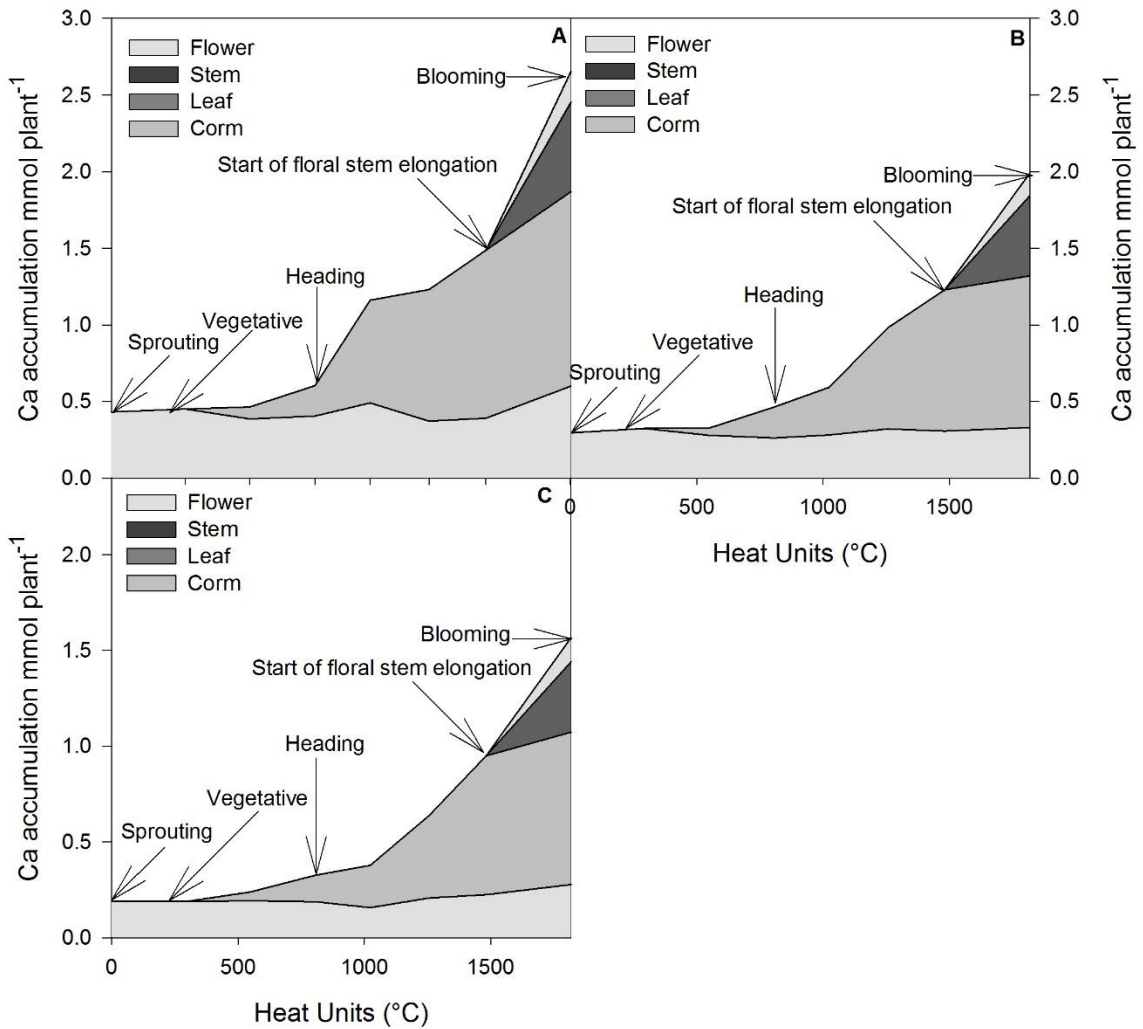 3.0
2.5
2.0
1.5
1.0
0.5
0.0
Ca accumulation mmol plant⁻¹
Flower
Stem
Leaf
Corm
A
Blooming
Start of floral stem elongation
Heading
Vegetative
Sprouting
Flower
Stem
Leaf
Corm
B
Blooming
Start of floral stem elongation
Heading
Vegetative
Sprouting
3.0
2.5
2.0
1.5
1.0
0.5
0.0
Ca accumulation mmol plant⁻¹
0
500
1000
1500
Heat Units (°C)
2.0
1.5
1.0
0.5
0.0
Ca accumulation mmol plant⁻¹
Flower
Stem
Leaf
Corm
C
Blooming
Start of floral stem elongation
Heading
Vegetative
Sprouting
0
500
1000
1500
Heat Units (°C)